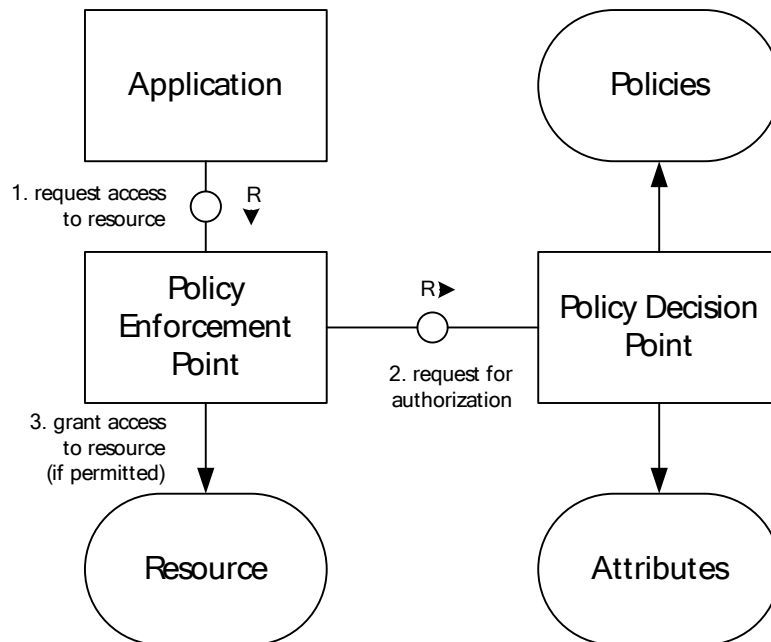 Application
Policies
1. request access
to resource
R
Policy
Enforcement
Point
R
2. request for
authorization
Policy Decision
Point
3. grant access
to resource
(if permitted)
Resource
Attributes